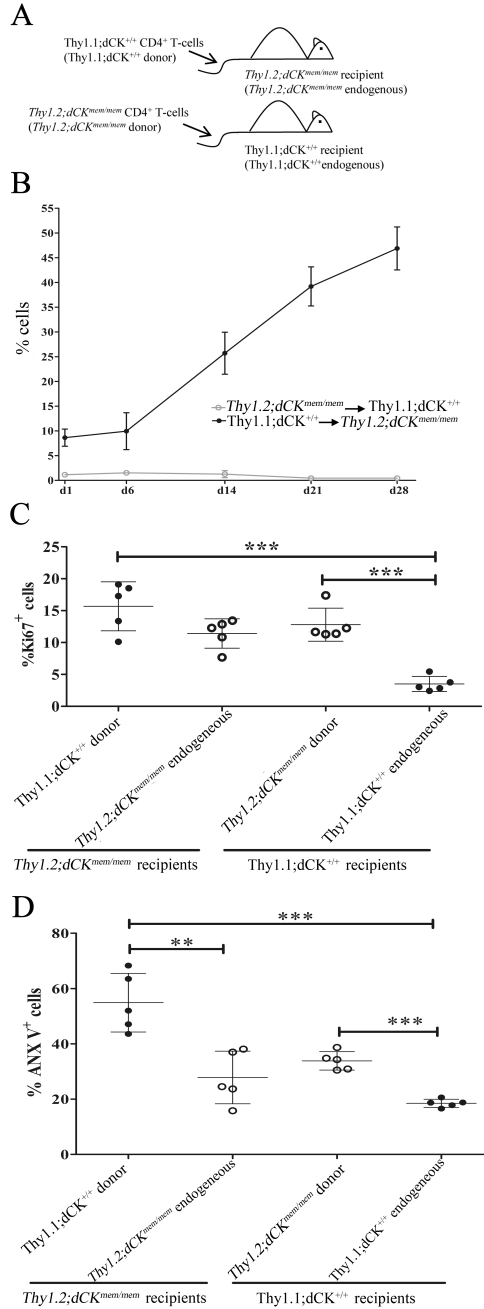 A
Thy1.1;dCK+/+ CD4+ T-cells
(Thy1.1;dCK+/+ donor)
Thy1.2;dCKmem/mem recipient
(Thy1.2;dCKmem/mem endogenous)
Thy1.2;dCKmem/mem CD4+ T-cells
(Thy1.2;dCKmem/mem donor)
Thy1.1;dCK+/+ recipient
(Thy1.1;dCK+/+endogenous)
B
% cells
55
50
45
40
35
30
25
20
15
10
5
0
Thy1.2;dCKmem/mem → Thy1.1;dCK+/+
Thy1.1;dCK+/+ → Thy1.2;dCKmem/mem
d1 d6 d14 d21 d28
C
%Ki67+ cells
25
20
15
10
5
0
***
***
Thy1.1;dCK+/+ donor
Thy1.2;dCKmem/mem endogeneous
Thy1.2;dCKmem/mem donor
Thy1.1;dCK+/+ endogeneous
Thy1.2;dCKmem/mem recipients
Thy1.1;dCK+/+ recipients
D
% ANX V+ cells
80
60
40
20
0
***
**
***
Thy1.1;dCK+/+ donor
Thy1.2;dCKmem/mem endogeneous
Thy1.2;dCKmem/mem donor
Thy1.1;dCK+/+ endogeneous
Thy1.2;dCKmem/mem recipients
Thy1.1;dCK+/+ recipients